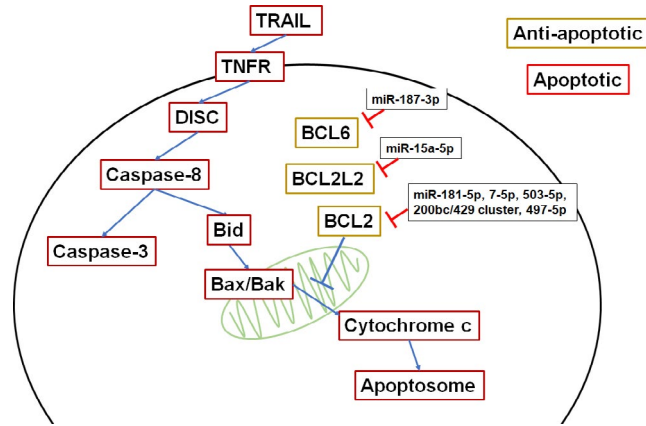 TRAIL
Anti-apoptotic
TNFR
Apoptotic
miR-187-3p
DISC
BCL6
miR-15a-5p
Caspase-8
BCL2L2
miR-181-5p, 7-5p, 503-5p,
200bc/429 cluster, 497-5p
BCL2
Bid
Caspase-3
Bax/Bak
Cytochrome c
Apoptosome